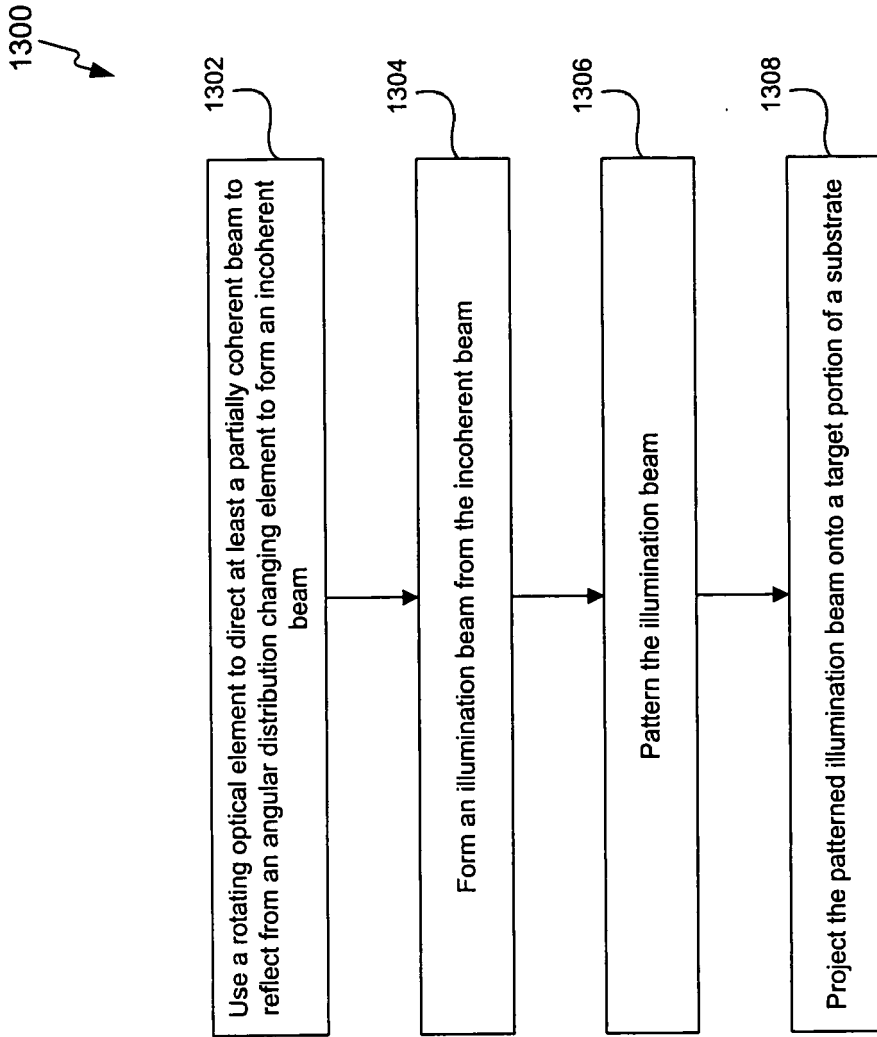 1300
1302
Use a rotating optical element to direct at least a partially coherent beam to
reflect from an angular distribution changing element to form an incoherent
beam
1304
Form an illumination beam from the incoherent beam
1306
Pattern the illumination beam
1308
Project the patterned illumination beam onto a target portion of a substrate